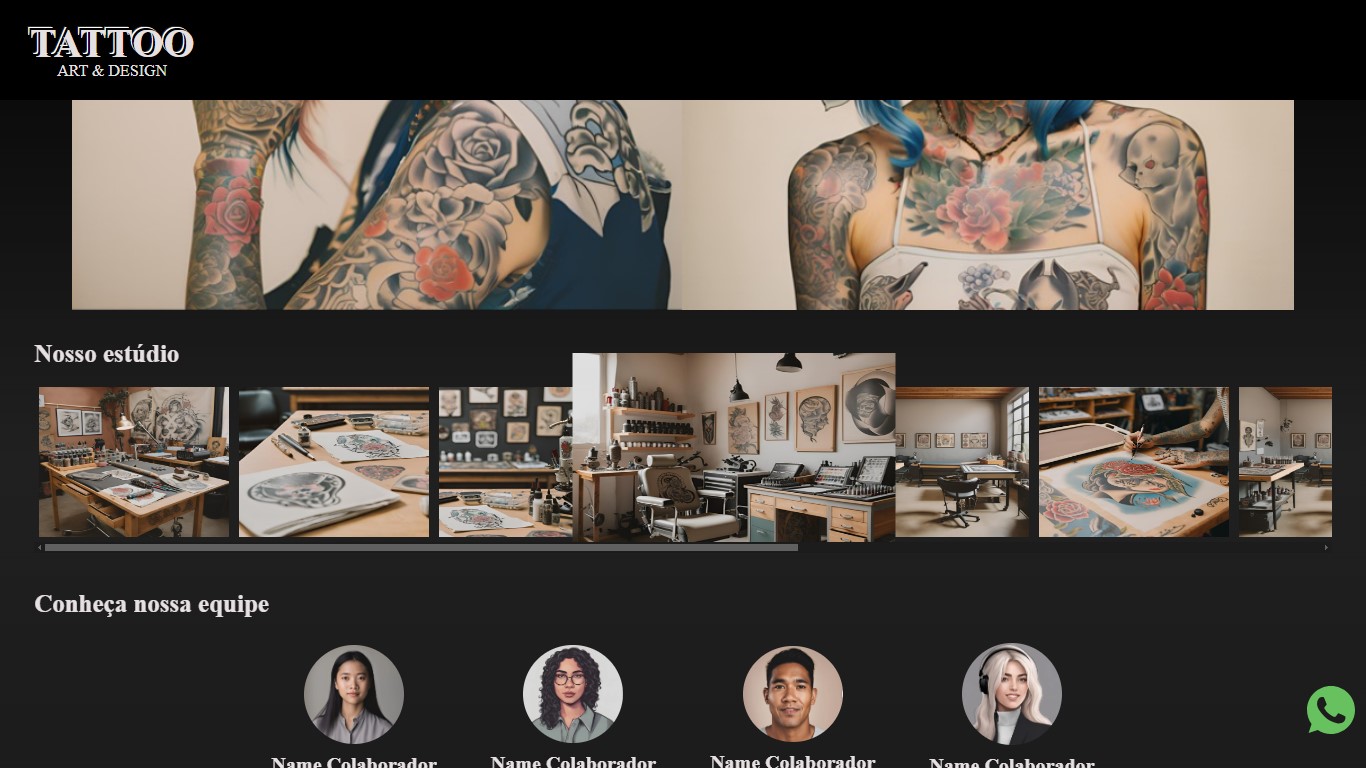 TATTOO
ART & DESIGN
Nosso estúdio
Conheça nossa equipe
Name Colaborador
Name Colaborador
Name Colaborador
Name Colaborador